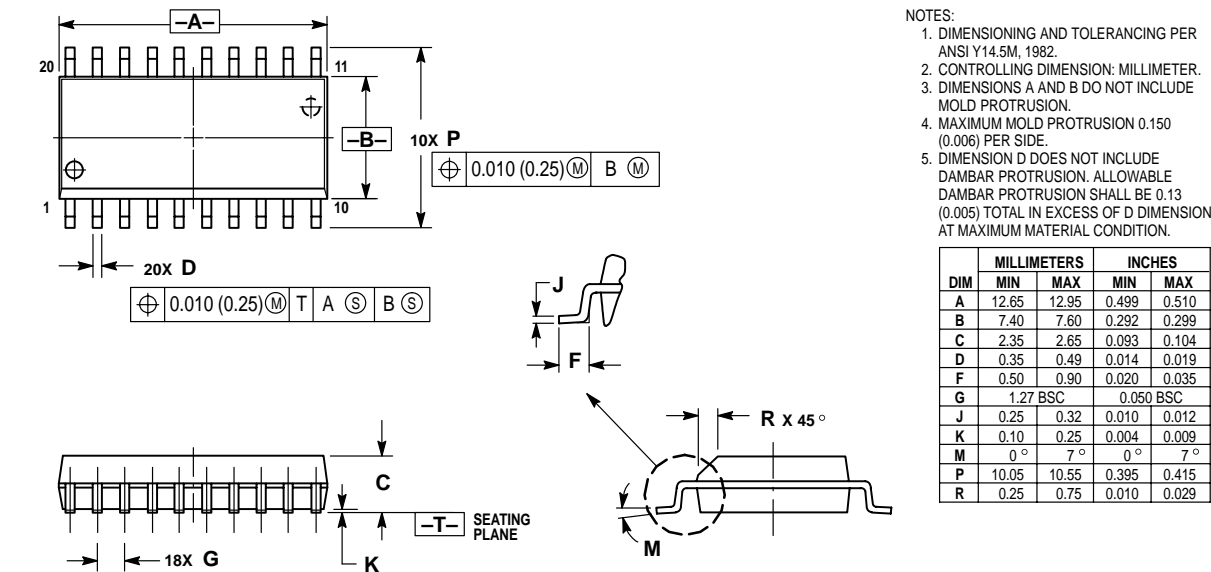 –A–
20
11
–B–
10X P
⌖ 0.010 (0.25) Ⓜ B Ⓜ
1
10
20X D
⌖ 0.010 (0.25) Ⓜ T A Ⓢ B Ⓢ
J
F
R X 45°
C
–T– SEATING
PLANE
M
18X G
K
NOTES:
1. DIMENSIONING AND TOLERANCING PER
ANSI Y14.5M, 1982.
2. CONTROLLING DIMENSION: MILLIMETER.
3. DIMENSIONS A AND B DO NOT INCLUDE
MOLD PROTRUSION.
4. MAXIMUM MOLD PROTRUSION 0.150
(0.006) PER SIDE.
5. DIMENSION D DOES NOT INCLUDE
DAMBAR PROTRUSION. ALLOWABLE
DAMBAR PROTRUSION SHALL BE 0.13
(0.005) TOTAL IN EXCESS OF D DIMENSION
AT MAXIMUM MATERIAL CONDITION.
MILLIMETERS INCHES
DIM MIN MAX MIN MAX
A 12.65 12.95 0.499 0.510
B 7.40 7.60 0.292 0.299
C 2.35 2.65 0.093 0.104
D 0.35 0.49 0.014 0.019
F 0.50 0.90 0.020 0.035
G 1.27 BSC 0.050 BSC
J 0.25 0.32 0.010 0.012
K 0.10 0.25 0.004 0.009
M 0° 7° 0° 7°
P 10.05 10.55 0.395 0.415
R 0.25 0.75 0.010 0.029